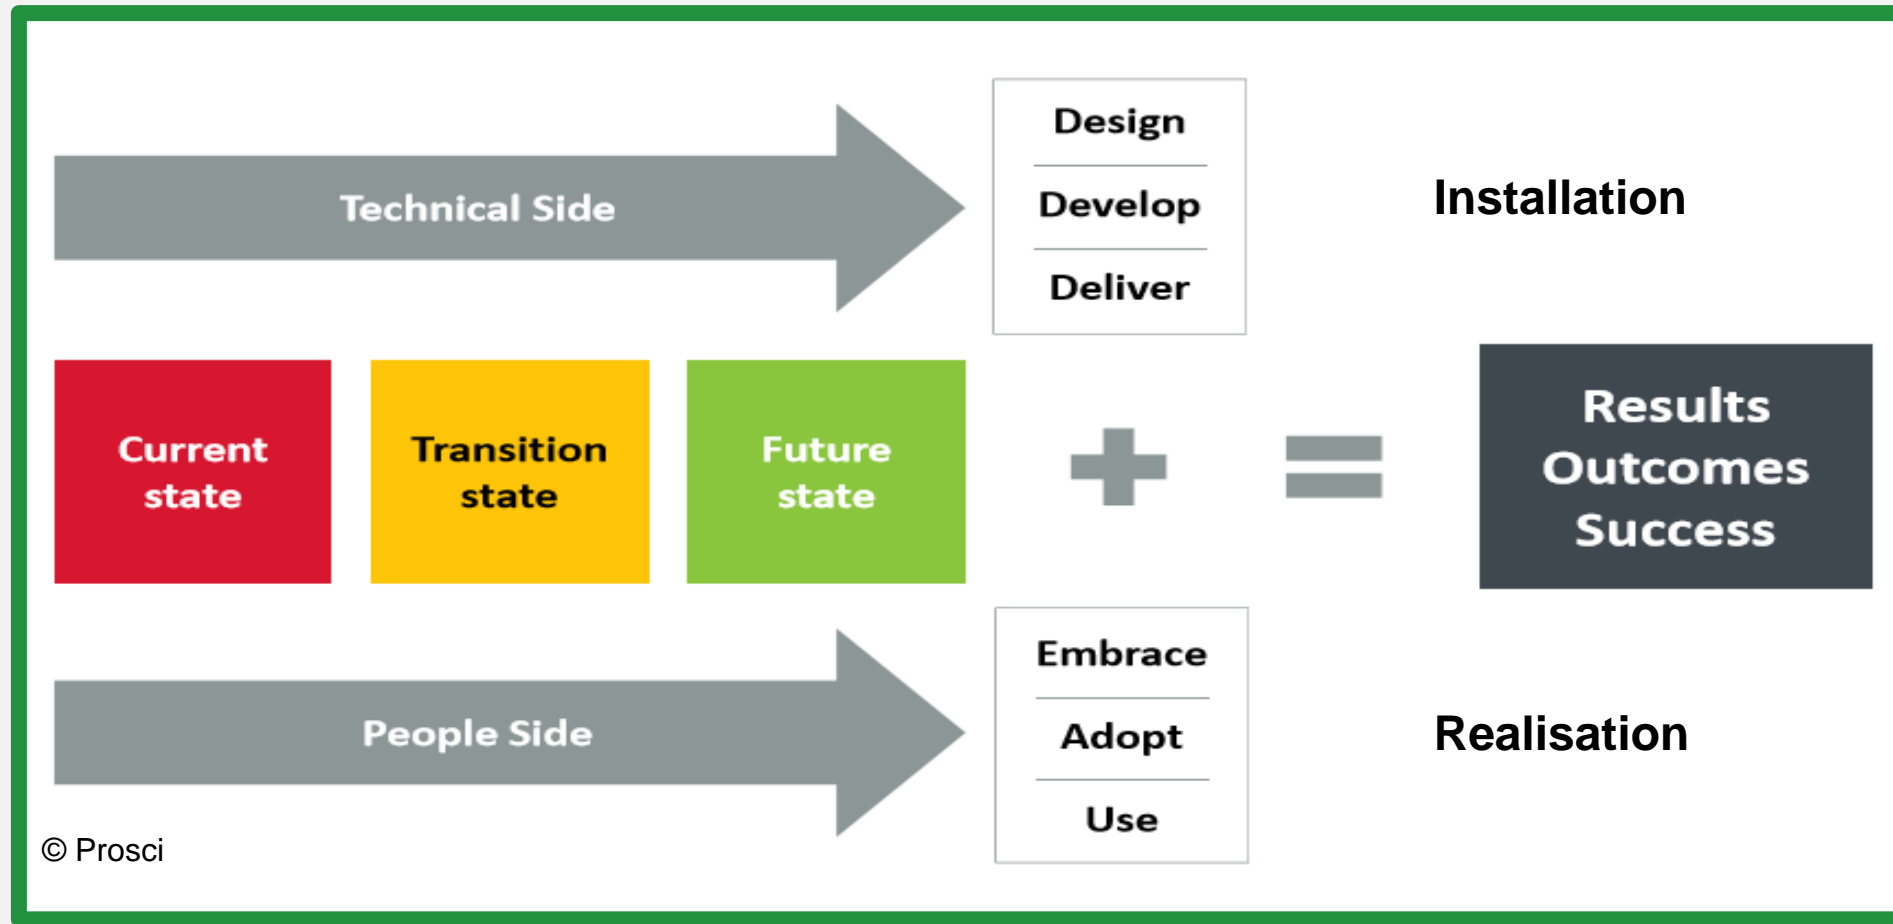 Technical Side
Design
Develop
Deliver
Installation
Current
state
Transition
state
Future
state
Results
Outcomes
Success
People Side
Embrace
Adopt
Use
Realisation
© Prosci